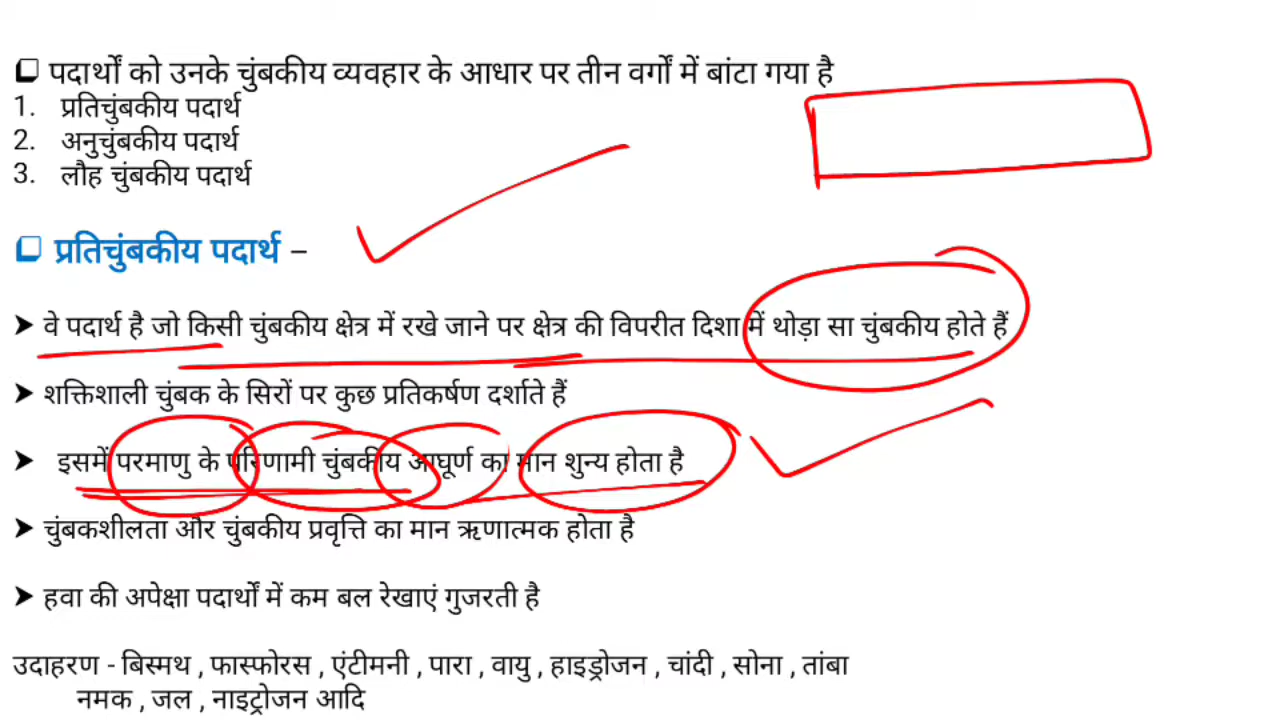 ❑ पदार्थों को उनके चुंबकीय व्यवहार के आधार पर तीन वर्गों में बांटा गया है
1. प्रतिचुंबकीय पदार्थ
2. अनुचुंबकीय पदार्थ
3. लौह चुंबकीय पदार्थ
❑ प्रतिचुंबकीय पदार्थ –
➤ वे पदार्थ है जो किसी चुंबकीय क्षेत्र में रखे जाने पर क्षेत्र की विपरीत दिशा में थोड़ा सा चुंबकीय होते हैं
➤ शक्तिशाली चुंबक के सिरों पर कुछ प्रतिकर्षण दर्शाते हैं
➤ इसमें परमाणु के परिणामी चुंबकीय आघूर्ण का मान शुन्य होता है
➤ चुंबकशीलता और चुंबकीय प्रवृत्ति का मान ऋणात्मक होता है
➤ हवा की अपेक्षा पदार्थों में कम बल रेखाएं गुजरती है
उदाहरण - बिस्मथ , फास्फोरस , एंटीमनी , पारा , वायु , हाइड्रोजन , चांदी , सोना , तांबा
नमक , जल , नाइट्रोजन आदि